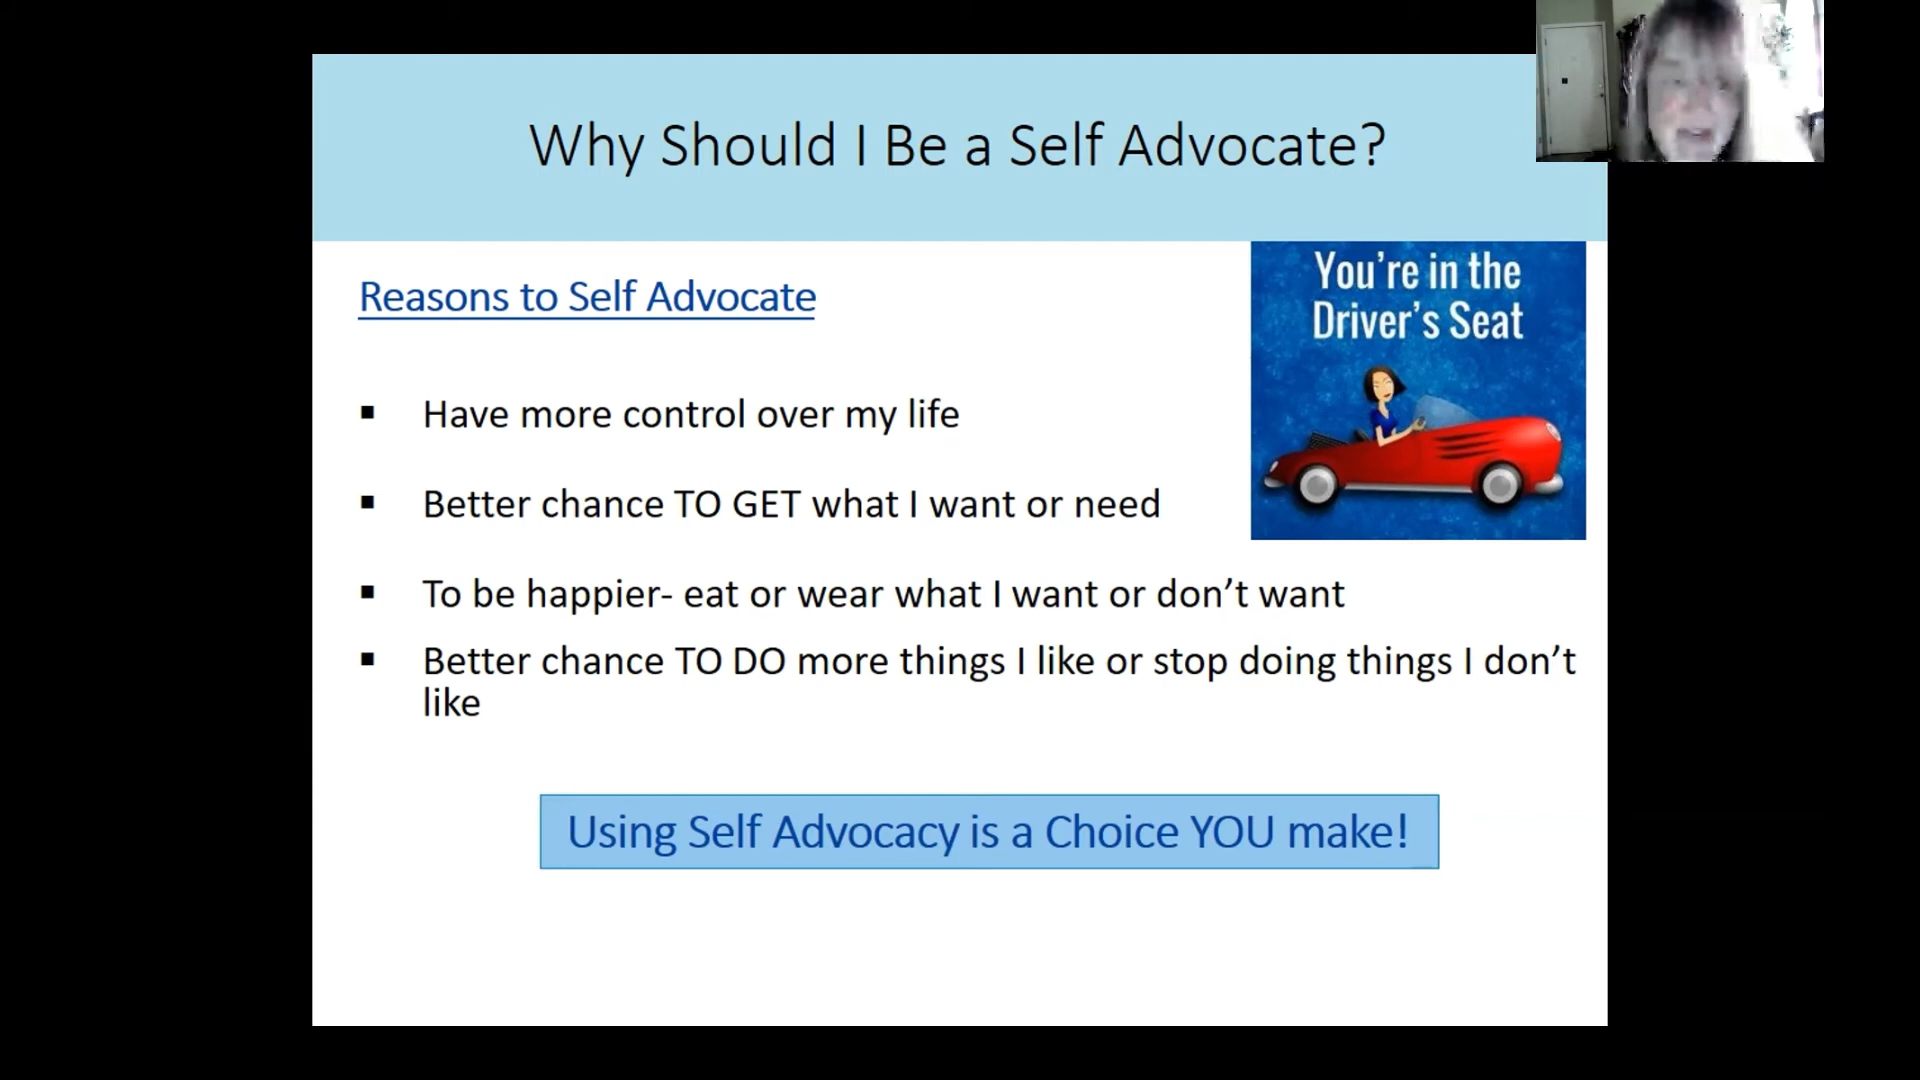 Why Should I Be a Self Advocate?
You're in the
Driver's Seat
Reasons to Self Advocate
▪ Have more control over my life
▪ Better chance TO GET what I want or need
▪ To be happier- eat or wear what I want or don’t want
▪ Better chance TO DO more things I like or stop doing things I don’t
like
Using Self Advocacy is a Choice YOU make!